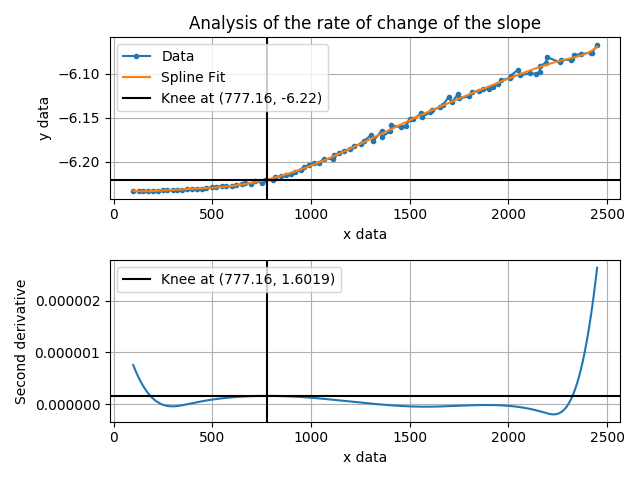 Analysis of the rate of change of the slope
Data
Spline Fit
Knee at (777.16, -6.22)
−6.10
−6.15
−6.20
y data
0 500 1000 1500 2000 2500
x data
Knee at (777.16, 1.6019)
0.000002
0.000001
0.000000
Second derivative
0 500 1000 1500 2000 2500
x data